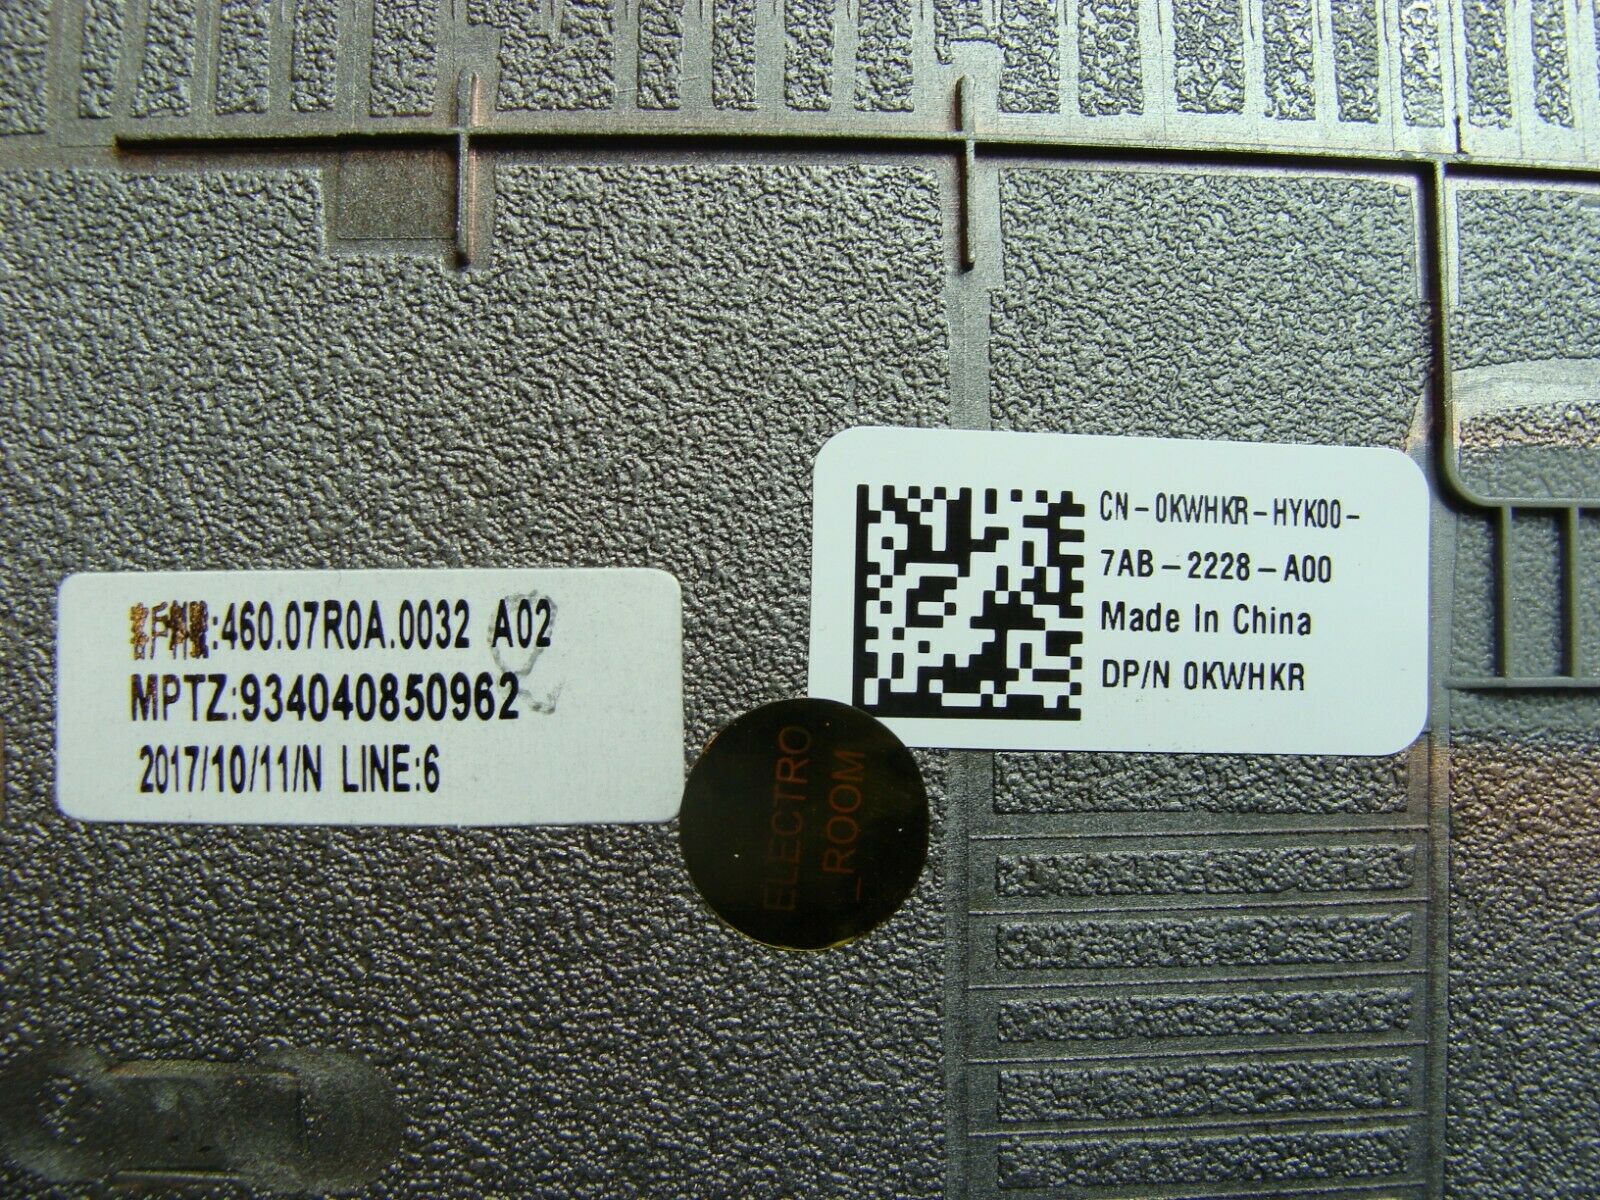 :460.07R0A.0032 A02
MPTZ:934040850962
2017/10/11/N LINE:6
CN-0KWHKR-HYK00-
7AB-2228-A00
Made In China
DP/N 0KWHKR
ELECTRO
_ROOM